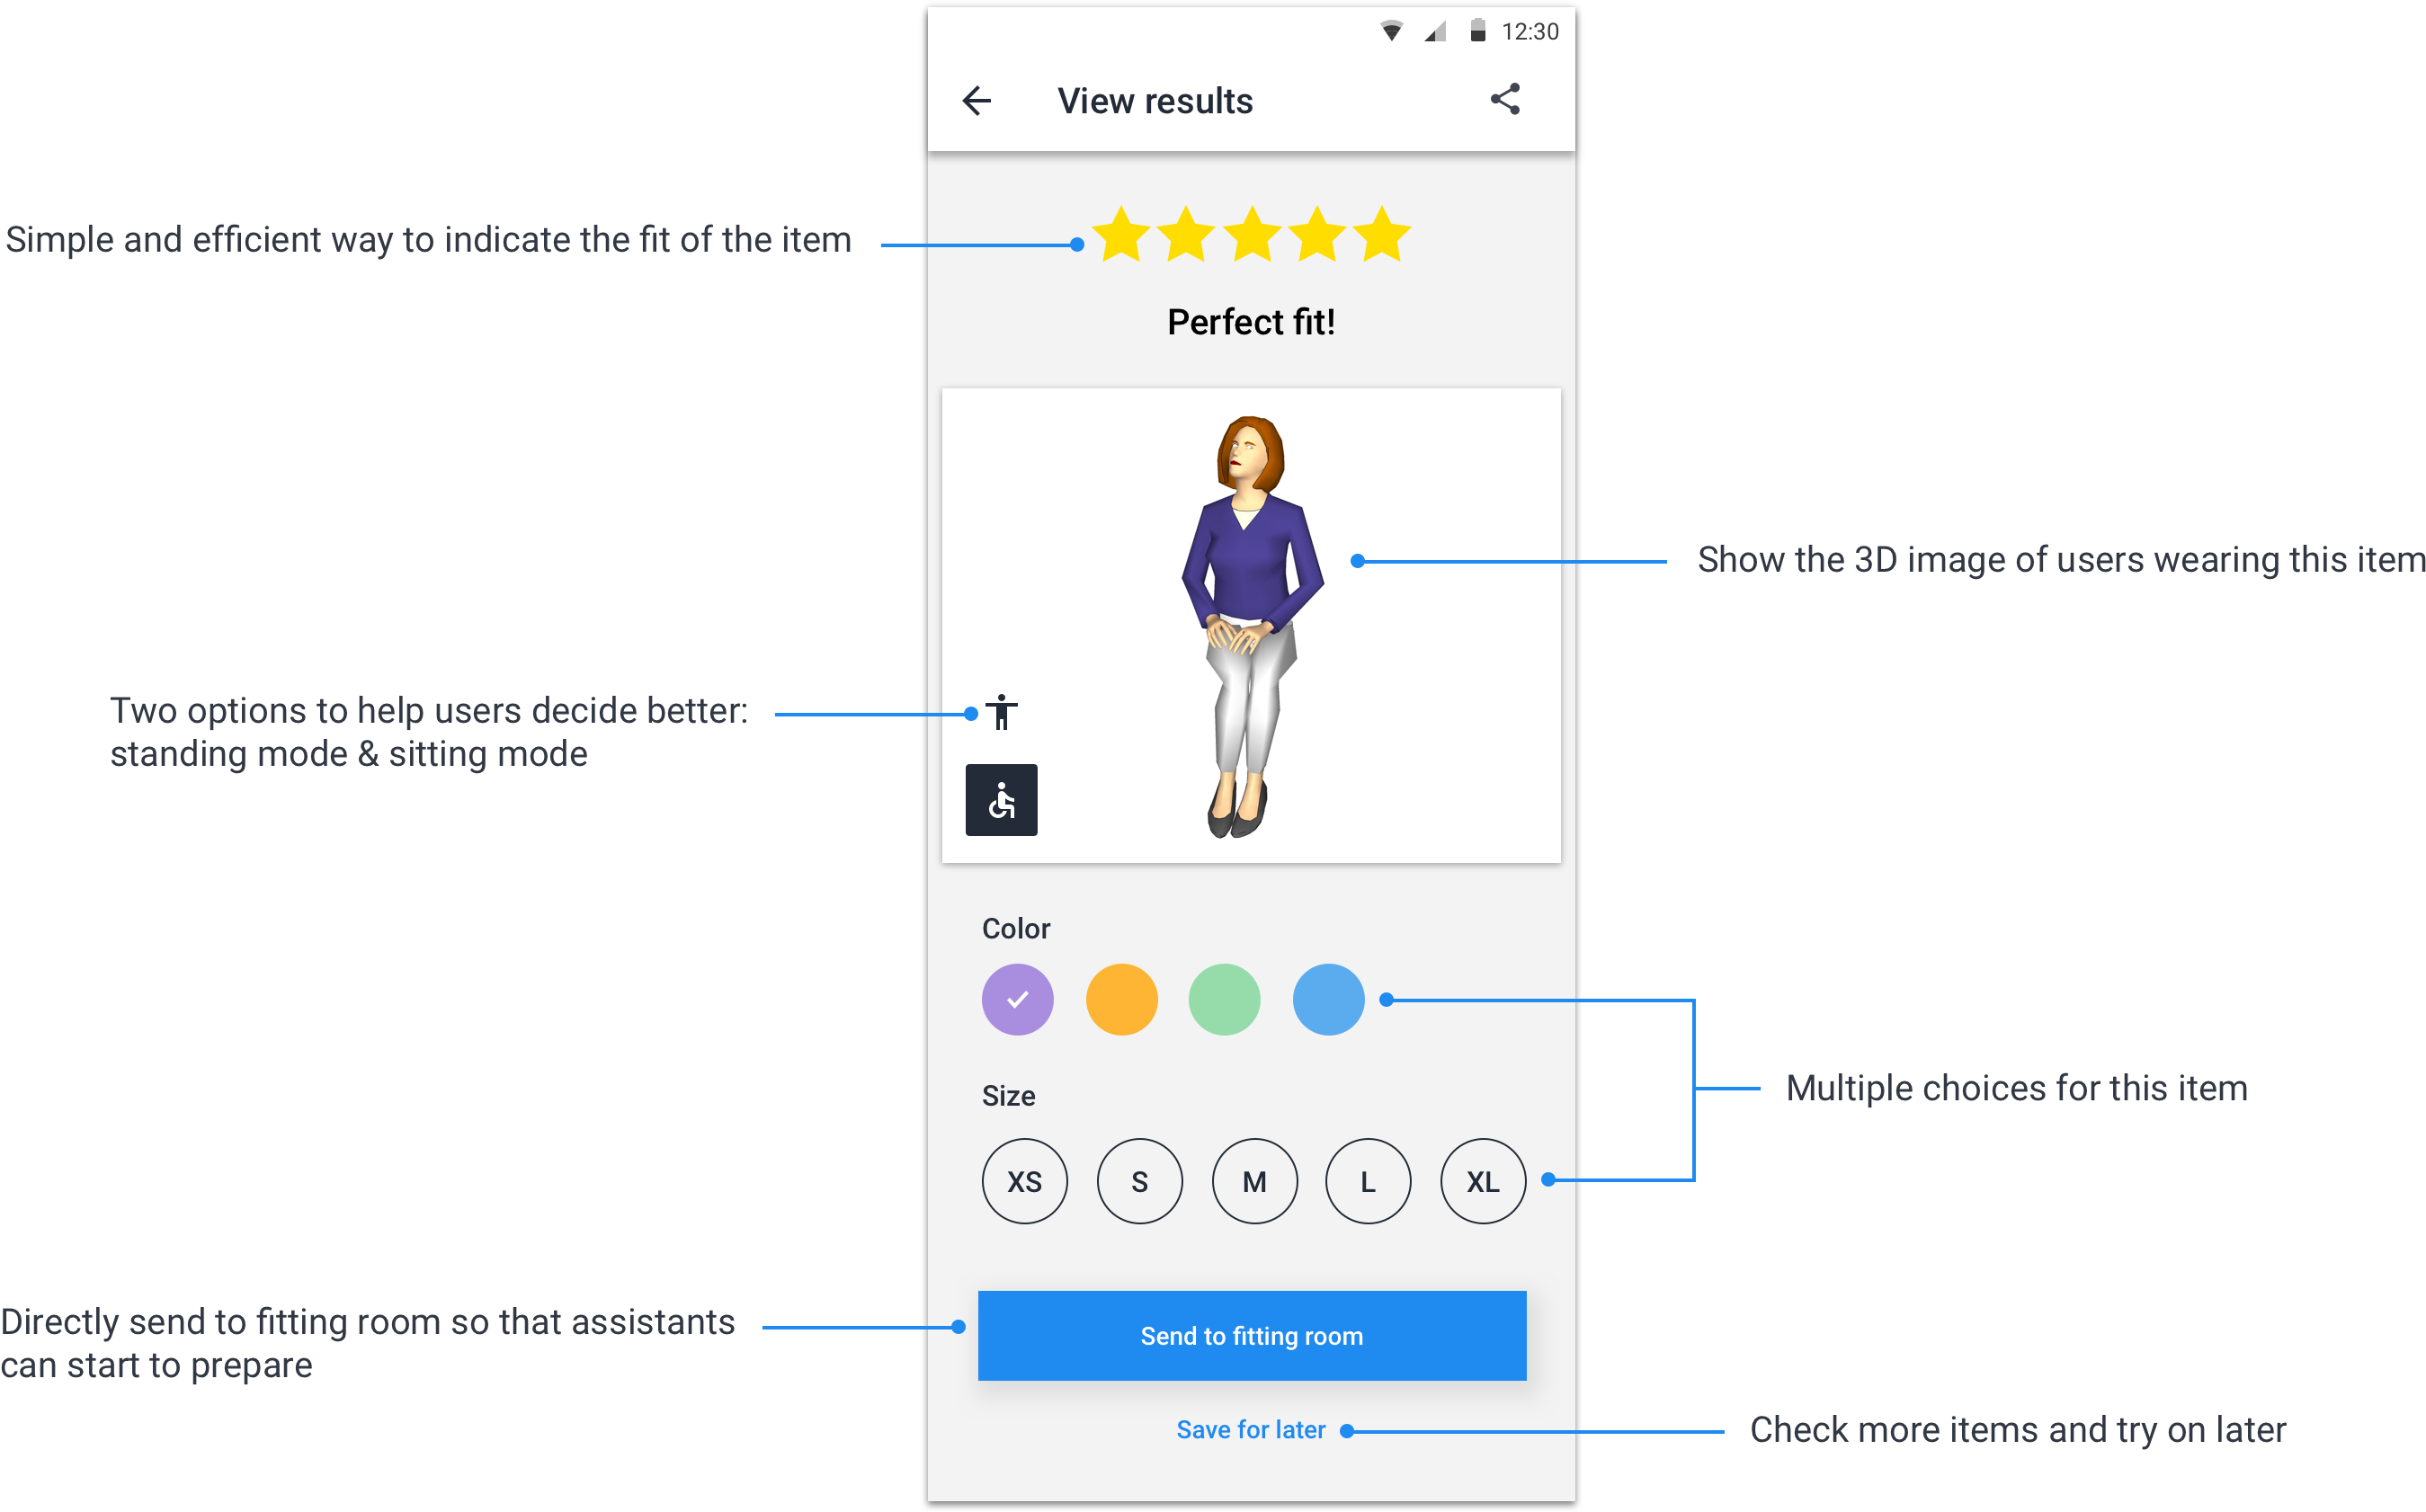 12:30
View results
Simple and efficient way to indicate the fit of the item
Perfect fit!
Show the 3D image of users wearing this item
Two options to help users decide better:
standing mode & sitting mode
Color
Multiple choices for this item
Size
XS S M L XL
Directly send to fitting room so that assistants
can start to prepare
Send to fitting room
Save for later
Check more items and try on later